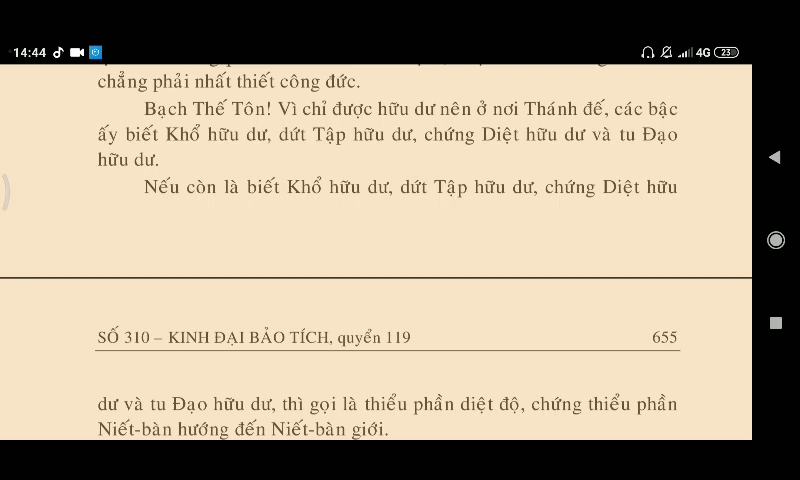 14:44
4G 23
chẳng phải nhất thiết công đức.
Bạch Thế Tôn! Vì chỉ được hữu dư nên ở nơi Thánh đế, các bậc
ấy biết Khổ hữu dư, dứt Tập hữu dư, chứng Diệt hữu dư và tu Đạo
hữu dư.
Nếu còn là biết Khổ hữu dư, dứt Tập hữu dư, chứng Diệt hữu
SỐ 310 – KINH ĐẠI BẢO TÍCH, quyển 119 655
dư và tu Đạo hữu dư, thì gọi là thiểu phần diệt độ, chứng thiểu phần
Niết-bàn hướng đến Niết-bàn giới.